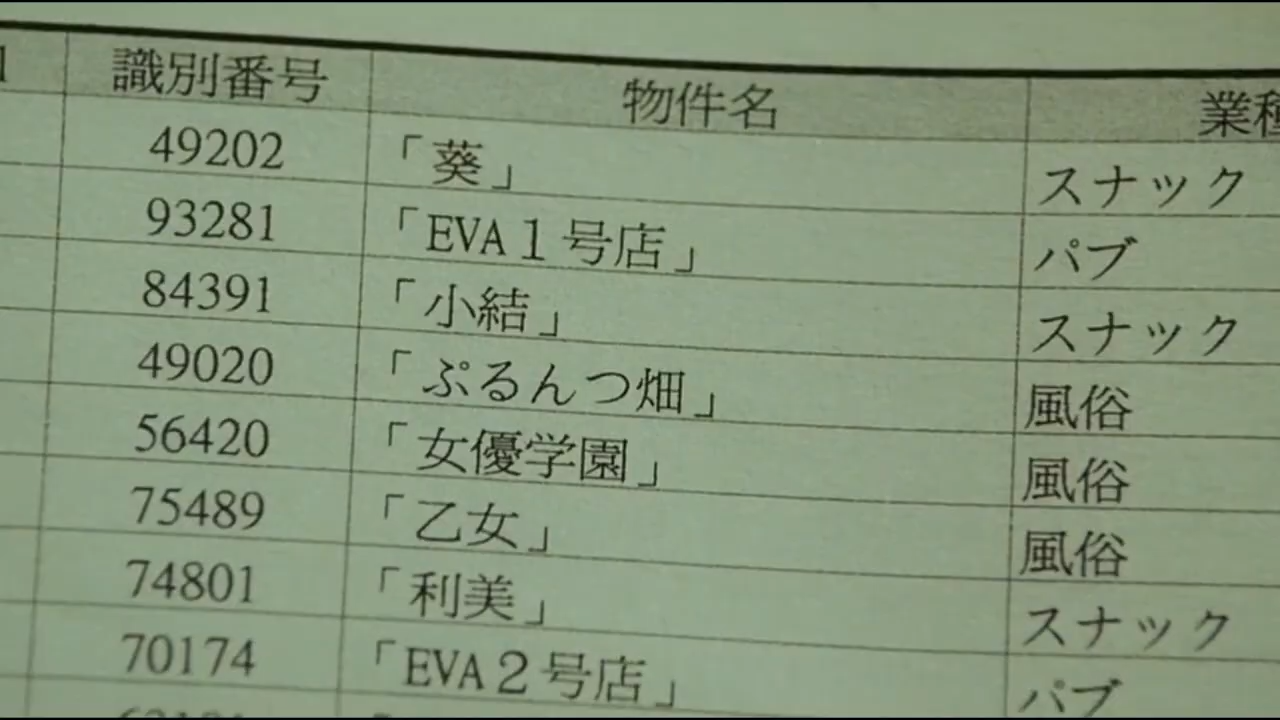 識別番号 物件名 業種
49202 「葵」 スナック
93281 「EVA１号店」 パブ
84391 「小結」 スナック
49020 「ぷるんつ畑」 風俗
56420 「女優学園」 風俗
75489 「乙女」 風俗
74801 「利美」 スナック
70174 「EVA２号店」 パブ